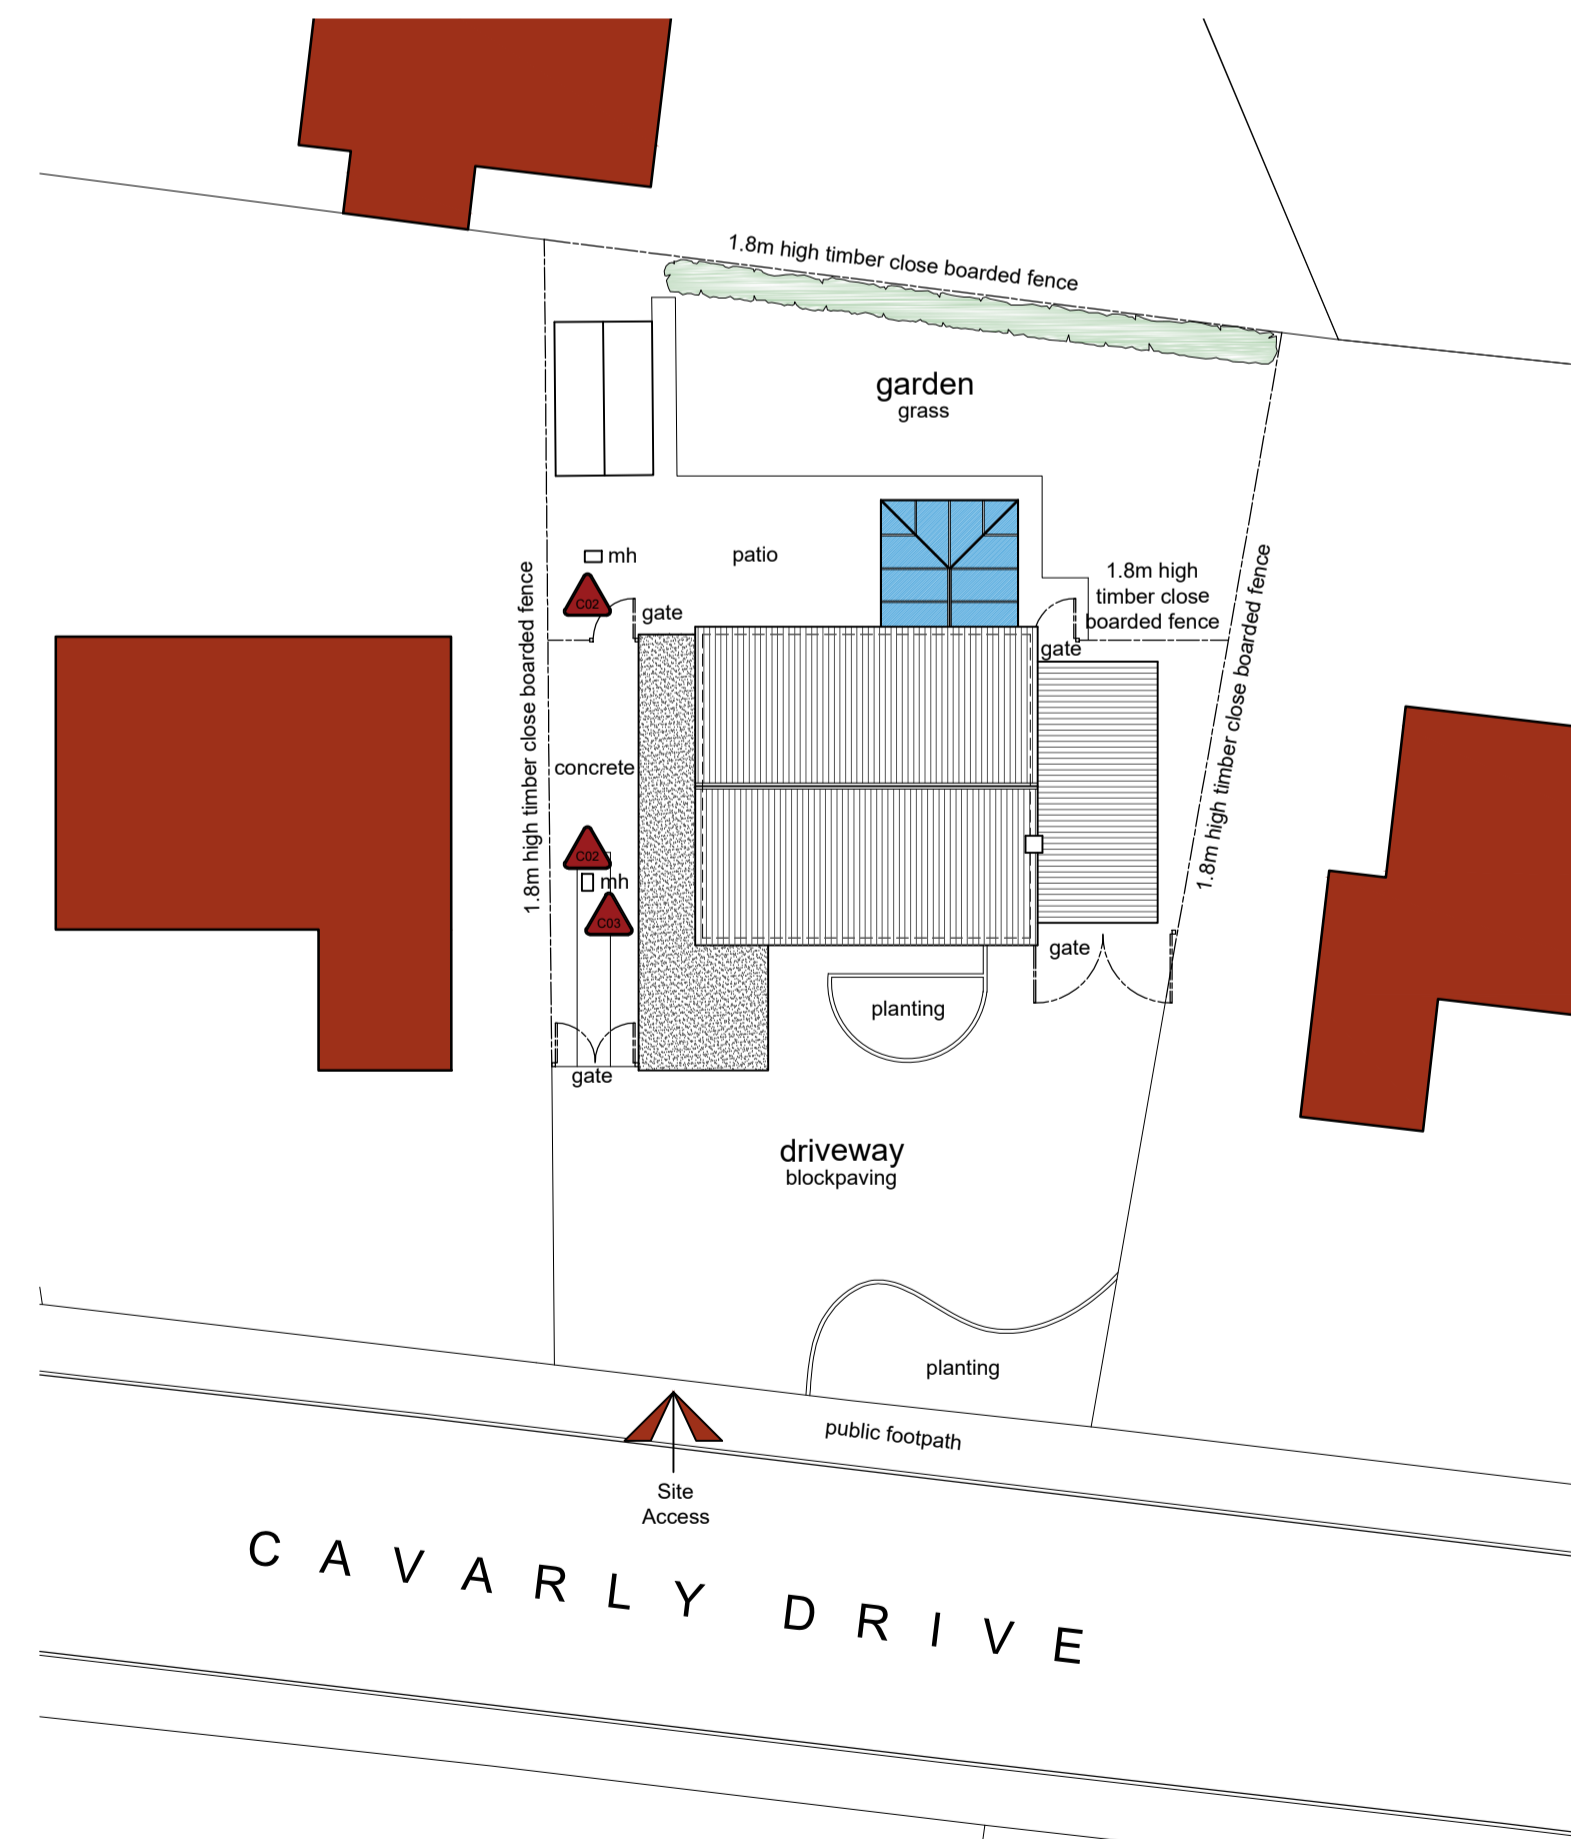 1.8m high timber close boarded fence
garden
grass
mh
patio
C02
gate
1.8m high
timber close
boarded fence
gate
1.8m high timber close boarded fence
1.8m high timber close boarded fence
concrete
C02
mh
C03
gate
planting
gate
driveway
blockpaving
planting
public footpath
Site
Access
CAVARLY DRIVE